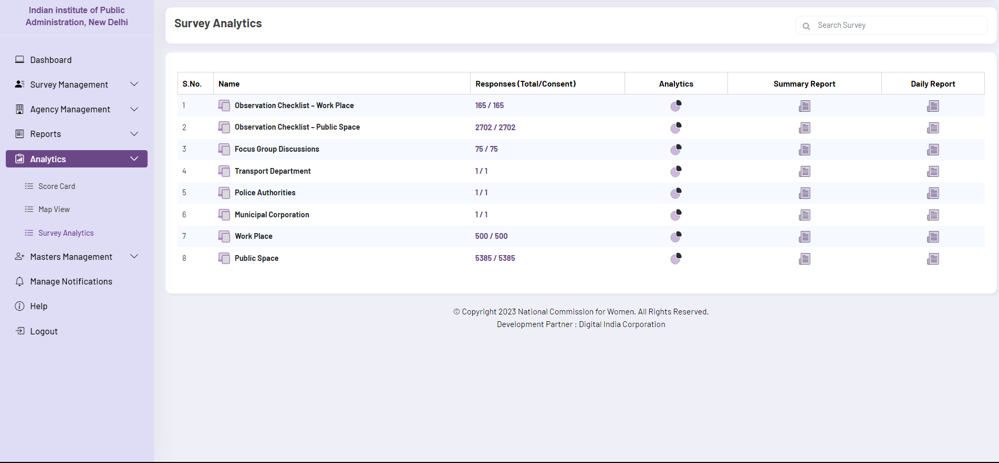 Indian institute of Public
Administration, New Delhi
Dashboard
Survey Management
Agency Management
Reports
Analytics
Score Card
Map View
Survey Analytics
Masters Management
Manage Notifications
Help
Logout
Survey Analytics
Search Survey
S.No. Name Responses (Total/Consent) Analytics Summary Report Daily Report
1 Observation Checklist – Work Place 165 / 165
2 Observation Checklist – Public Space 2702 / 2702
3 Focus Group Discussions 75 / 75
4 Transport Department 1 / 1
5 Police Authorities 1 / 1
6 Municipal Corporation 1 / 1
7 Work Place 500 / 500
8 Public Space 5385 / 5385
© Copyright 2023 National Commission for Women. All Rights Reserved.
Development Partner : Digital India Corporation